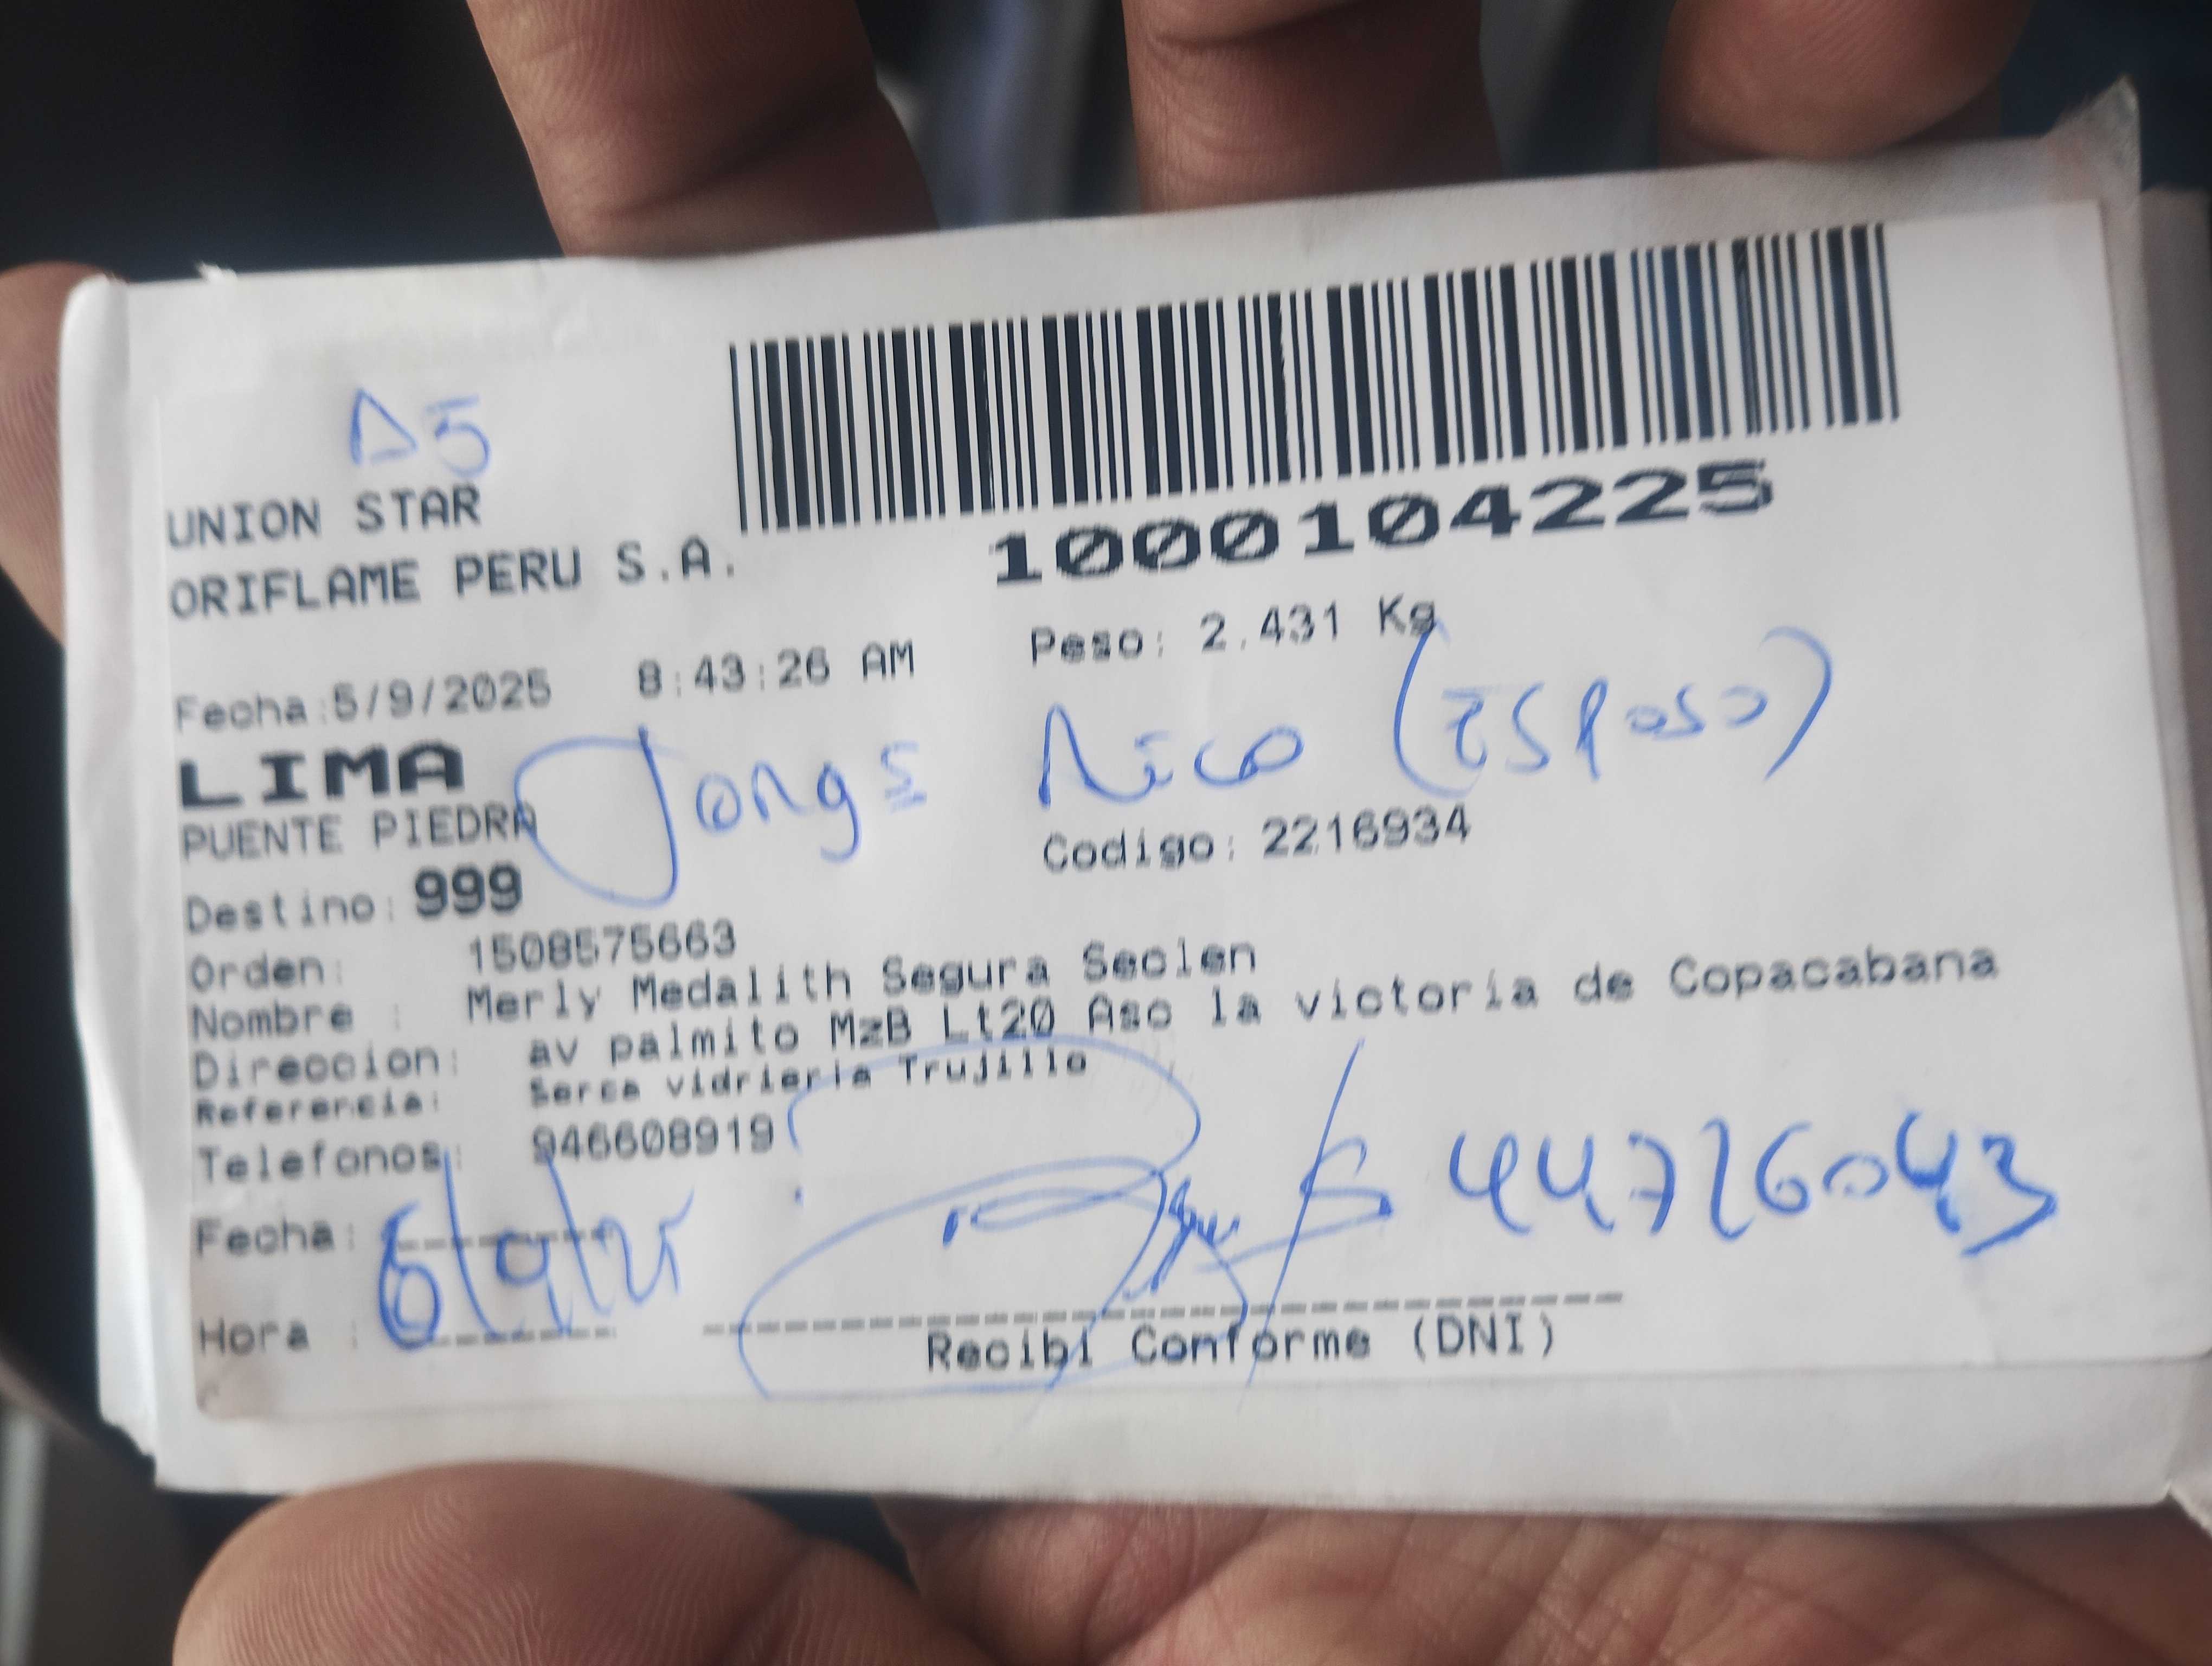 D5
UNION STAR
ORIFLAME PERU S.A.
1000104225
Fecha:5/9/2025 8:43:26 AM Peso: 2.431 Kg
LIMA
Jorge Nico (Esposo)
PUENTE PIEDRA
Codigo: 2216934
Destino: 999
Orden: 1508575663
Nombre : Merly Medalith Segura Seclen
Direccion: av palmito MzB Lt20 Aso la victoria de Copacabana
Referencia: Serca vidrieria Trujillo
Telefonos: 946608919
Fecha: 6/9/25
44726043
Hora :
Recibi Conforme (DNI)